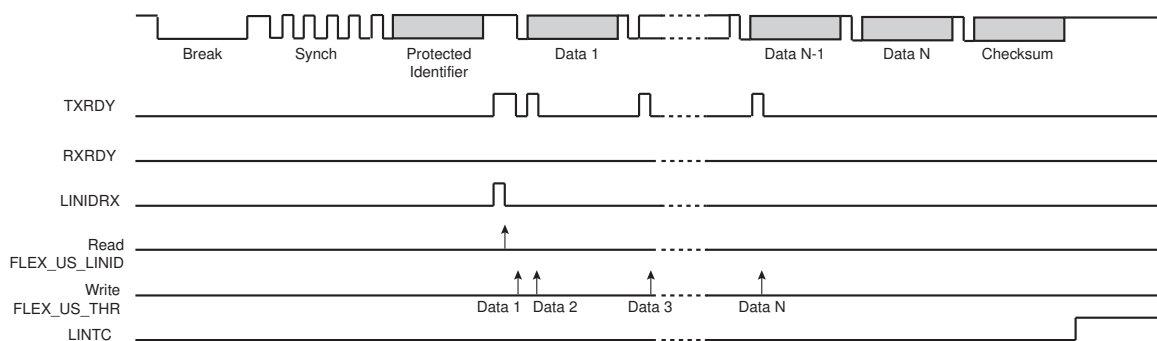 Break
Synch
Protected
Identifier
Data 1
Data N-1
Data N
Checksum
TXRDY
RXRDY
LINIDRX
Read
FLEX_US_LINID
Write
FLEX_US_THR
Data 1
Data 2
Data 3
Data N
LINTC